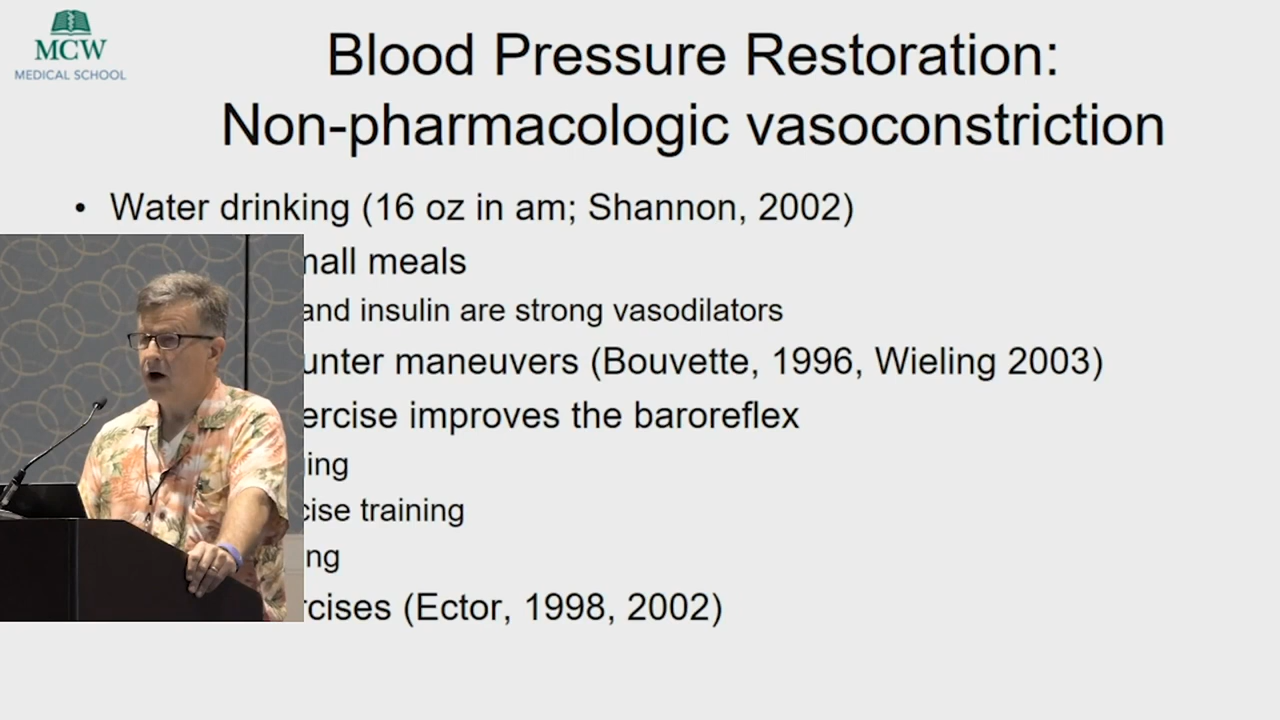 MCW
MEDICAL SCHOOL
Blood Pressure Restoration:
Non-pharmacologic vasoconstriction
• Water drinking (16 oz in am; Shannon, 2002)
mall meals
and insulin are strong vasodilators
unter maneuvers (Bouvette, 1996, Wieling 2003)
ercise improves the baroreflex
ing
cise training
ng
rcises (Ector, 1998, 2002)